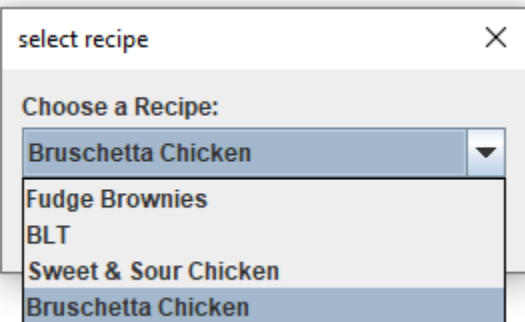 select recipe
Choose a Recipe:
Bruschetta Chicken
Fudge Brownies
BLT
Sweet & Sour Chicken
Bruschetta Chicken